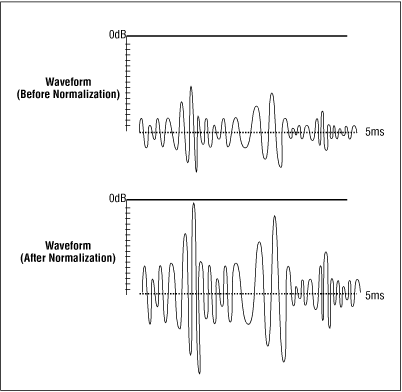 0dB
Waveform
(Before Normalization)
5ms
0dB
Waveform
(After Normalization)
5ms